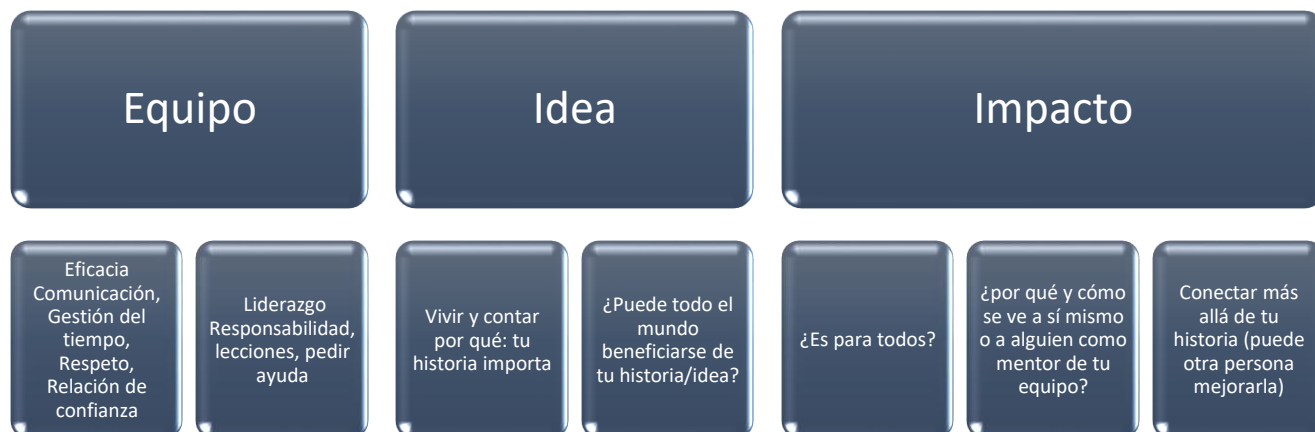 Equipo
Idea
Impacto
Eficacia
Comunicación,
Gestión del
tiempo,
Respeto,
Relación de
confianza
Liderazgo
Responsabilidad,
lecciones, pedir
ayuda
Vivir y contar
por qué: tu
historia importa
¿Puede todo el
mundo
beneficiarse de
tu historia/idea?
¿Es para todos?
¿por qué y cómo
se ve a sí mismo
o a alguien como
mentor de tu
equipo?
Conectar más
allá de tu
historia (puede
otra persona
mejorarla)